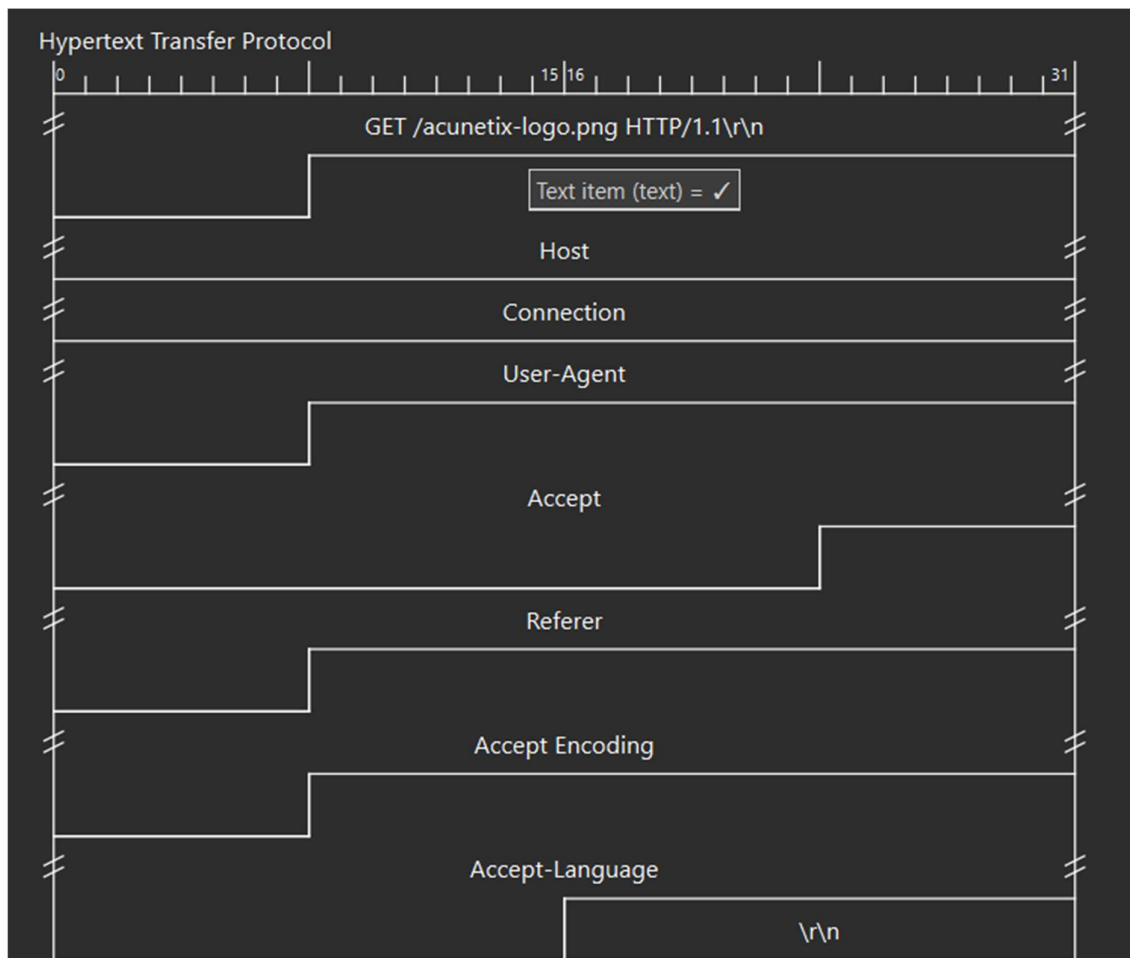 Hypertext Transfer Protocol
0 15 16 31
GET /acunetix-logo.png HTTP/1.1\r\n
Text item (text) = ✓
Host
Connection
User-Agent
Accept
Referer
Accept Encoding
Accept-Language
\r\n